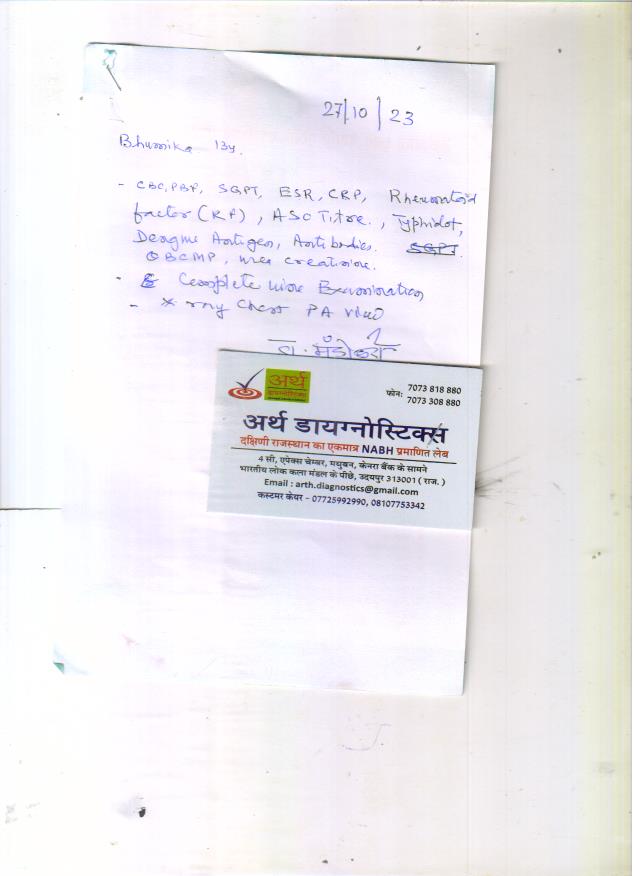 27/10/23
Bhumika 13y.
- CBC, PBF, SGPT, ESR, CRP, Rheumatoid
factor (RF), ASO Titre., Typhidot,
Dengue Antigen, Antibodies. SGPT.
QBCMP, urea creatinine.
- Complete urine Examination
- X ray Chest PA view
डा.
अर्थ
डायग्नोस्टिक्स
फोन: 7073 818 880
7073 308 880
अर्थ डायग्नोस्टिक्स
दक्षिणी राजस्थान का एकमात्र NABH प्रमाणित लेब
4 सी, एपेक्स चेम्बर, मधुबन, केनरा बैंक के सामने
भारतीय लोक कला मंडल के पीछे, उदयपुर 313001 ( राज. )
Email : arth.diagnostics@gmail.com
कस्टमर केयर – 07725992990, 08107753342